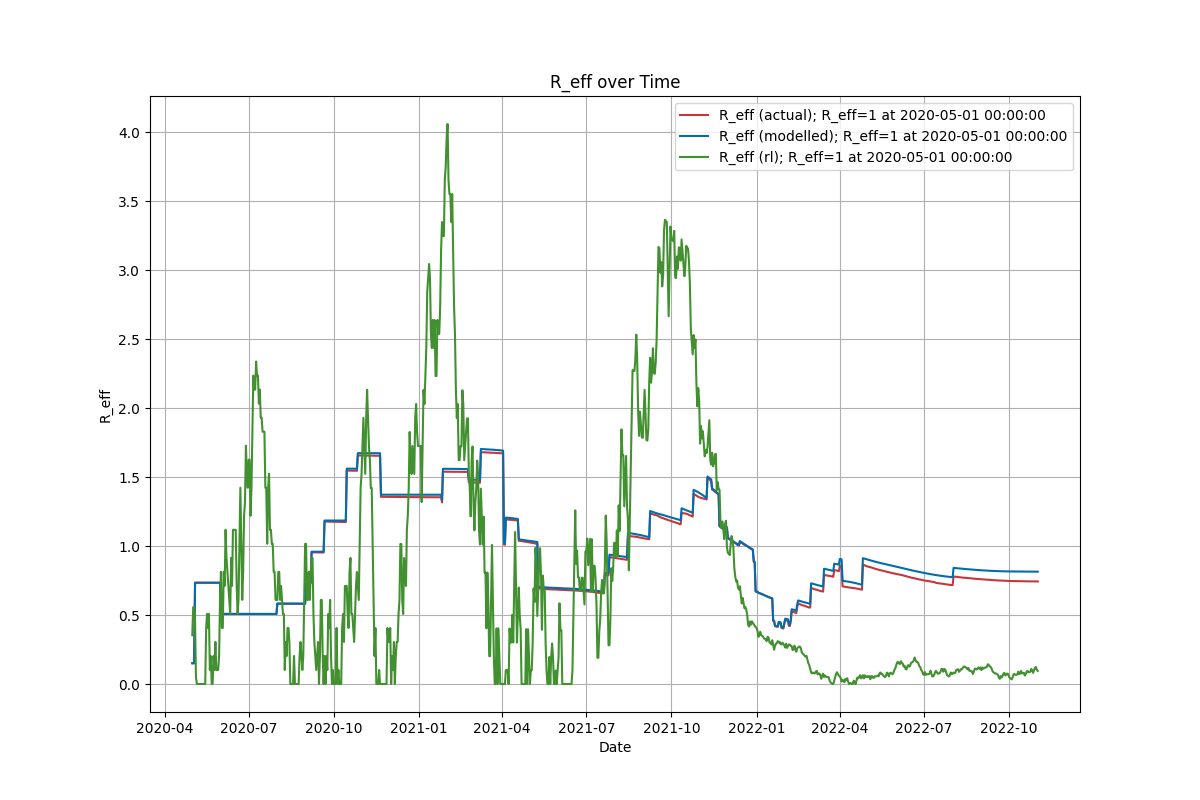 R_eff over Time
R_eff (actual); R_eff=1 at 2020-05-01 00:00:00
R_eff (modelled); R_eff=1 at 2020-05-01 00:00:00
R_eff (rl); R_eff=1 at 2020-05-01 00:00:00
4.0
3.5
3.0
2.5
2.0
1.5
1.0
0.5
0.0
R_eff
2020-04 2020-07 2020-10 2021-01 2021-04 2021-07 2021-10 2022-01 2022-04 2022-07 2022-10
Date